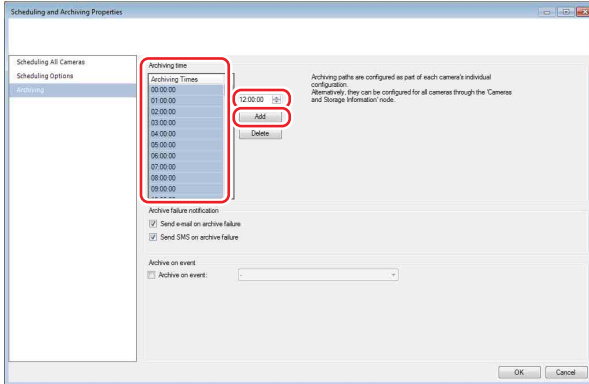 Scheduling and Archiving Properties
Scheduling All Cameras
Scheduling Options
Archiving
Archiving time
Archiving Times
00:00:00
01:00:00
02:00:00
03:00:00
04:00:00
05:00:00
06:00:00
07:00:00
08:00:00
09:00:00
12:00:00
Add
Delete
Archiving paths are configured as part of each camera's individual
configuration.
Alternatively, they can be configured for all cameras through the 'Cameras
and Storage Information' node.
Archive failure notification
Send e-mail on archive failure
Send SMS on archive failure
Archive on event
Archive on event:
-
OK
Cancel